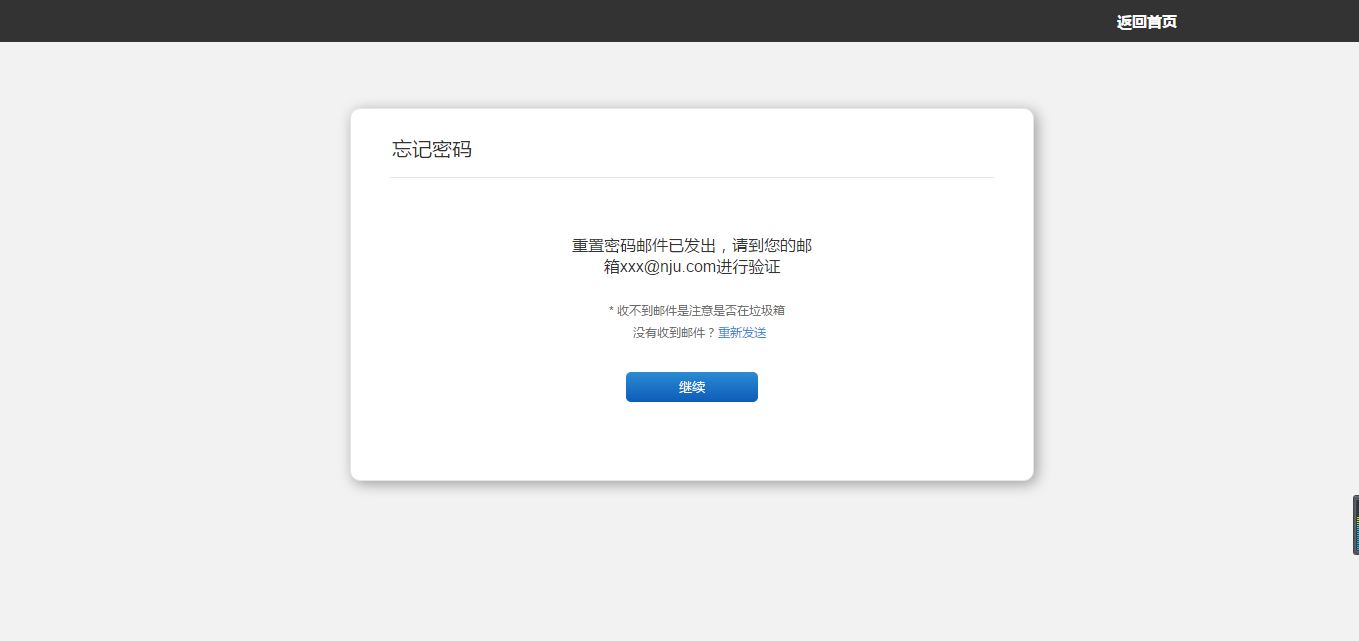 返回首页
忘记密码
重置密码邮件已发出，请到您的邮
箱xxx@nju.com进行验证
* 收不到邮件是注意是否在垃圾箱
没有收到邮件？重新发送
继续